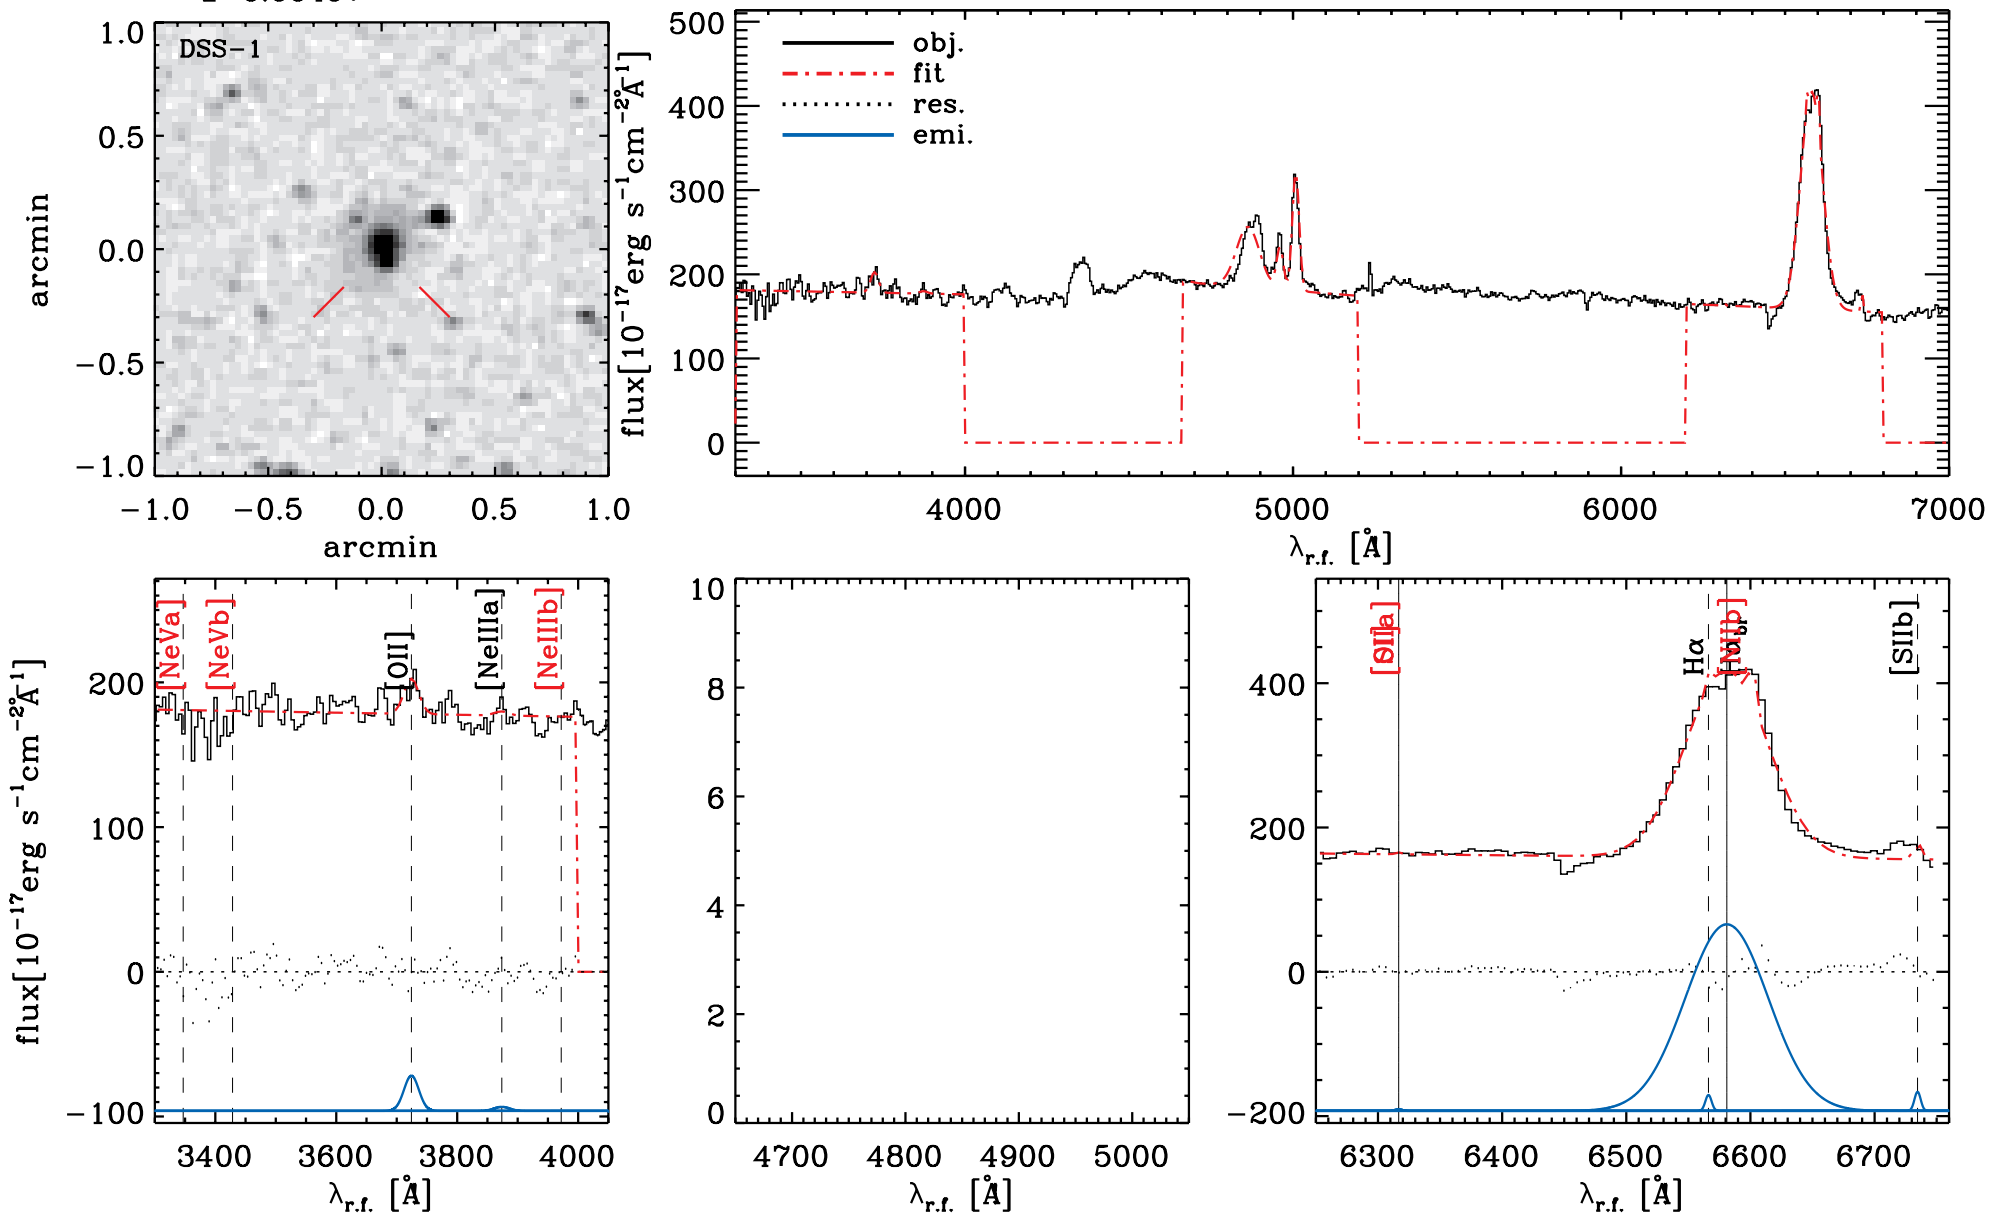 DSS-1
1.0
0.5
0.0
-0.5
-1.0
arcmin
-1.0 -0.5 0.0 0.5 1.0
arcmin
flux[10⁻¹⁷erg s⁻¹cm⁻²Å⁻¹]
500
400
300
200
100
0
obj.
fit
res.
emi.
4000 5000 6000 7000
λr.f. [Å]
flux[10⁻¹⁷erg s⁻¹cm⁻²Å⁻¹]
200
100
0
-100
[NeVa]
[NeVb]
[OII]
[NeIIIa]
[NeIIIb]
3400 3600 3800 4000
λr.f. [Å]
10
8
6
4
2
0
4700 4800 4900 5000
λr.f. [Å]
400
200
0
-200
Hα
[NIIb]
[SIIb]
6300 6400 6500 6600 6700
λr.f. [Å]